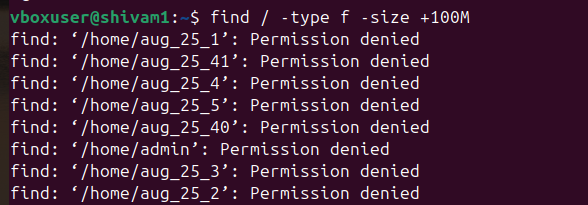 vboxuser@shivam1:~$ find / -type f -size +100M
find: ‘/home/aug_25_1’: Permission denied
find: ‘/home/aug_25_41’: Permission denied
find: ‘/home/aug_25_4’: Permission denied
find: ‘/home/aug_25_5’: Permission denied
find: ‘/home/aug_25_40’: Permission denied
find: ‘/home/admin’: Permission denied
find: ‘/home/aug_25_3’: Permission denied
find: ‘/home/aug_25_2’: Permission denied